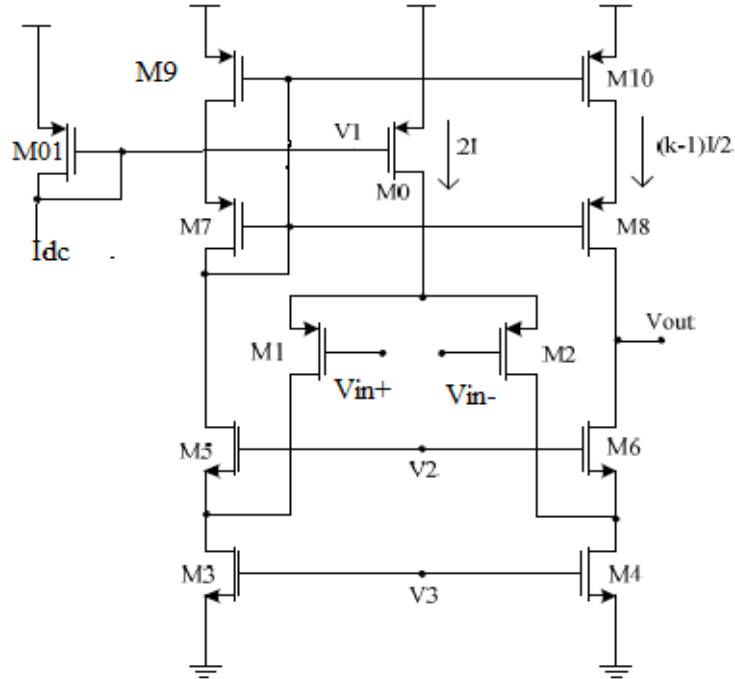 M9
M10
M01
V1
2I
(k-1)I/2
M0
M7
M8
Idc
M1
M2
Vout
Vin+
Vin-
M5
M6
V2
M3
M4
V3